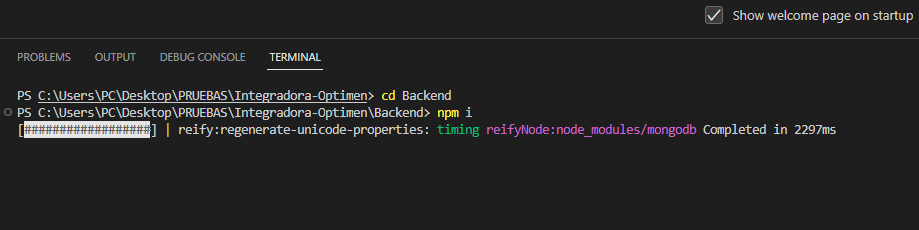 Show welcome page on startup
PROBLEMS OUTPUT DEBUG CONSOLE TERMINAL
PS C:\Users\PC\Desktop\PRUEBAS\Integradora-Optimen> cd Backend
PS C:\Users\PC\Desktop\PRUEBAS\Integradora-Optimen\Backend> npm i
[##################] | reify:regenerate-unicode-properties: timing reifyNode:node_modules/mongodb Completed in 2297ms